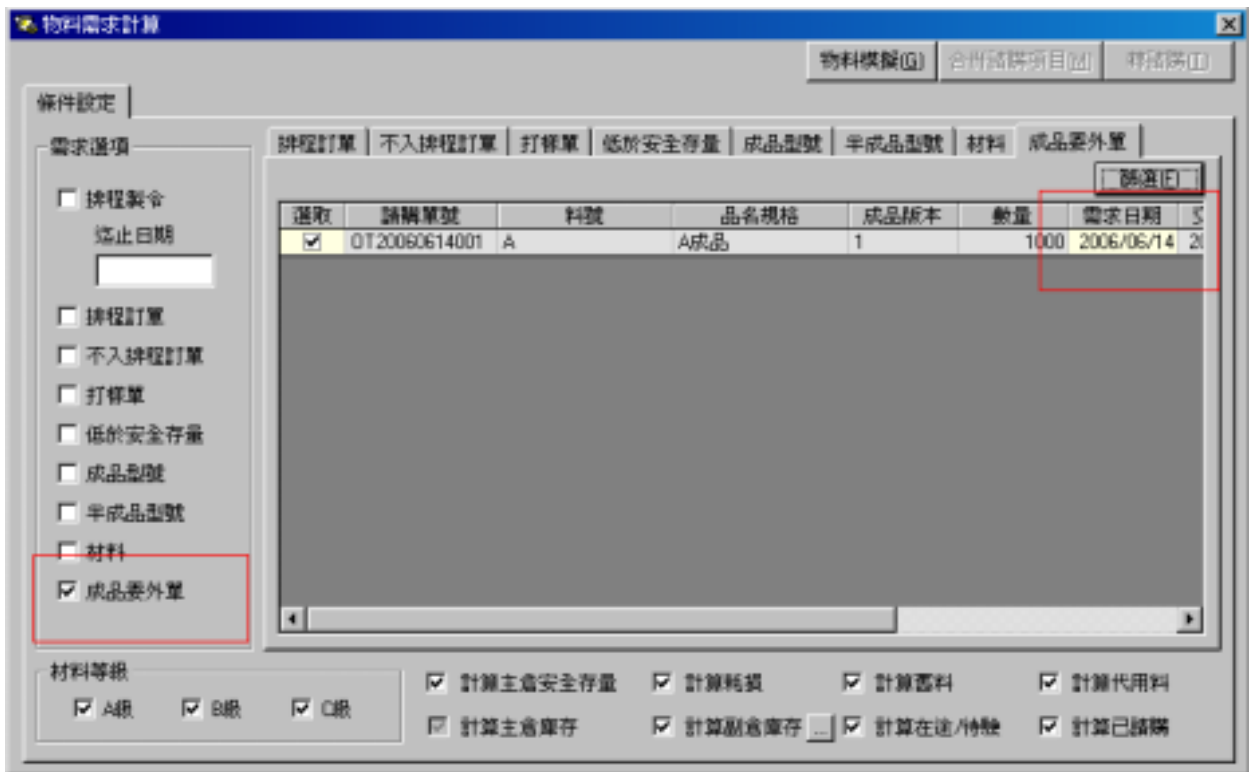 物料需求計算
物料模擬(G) 合併請購項目(M) 轉請購(T)
條件設定
需求選項
排程訂單 不入排程訂單 打樣單 低於安全存量 成品型號 半成品型號 材料 成品委外單
篩選(F)
排程製令
迄止日期
排程訂單
不入排程訂單
打樣單
低於安全存量
成品型號
半成品型號
材料
成品委外單
選取 請購單號 料號 品名規格 成品版本 數量 需求日期
OT20060614001 A A成品 1 1000 2006/06/14 20
材料等級
A級 B級 C級
計算主倉安全存量 計算耗損 計算舊料 計算代用料
計算主倉庫存 計算副倉庫存 ... 計算在途/待驗 計算已請購